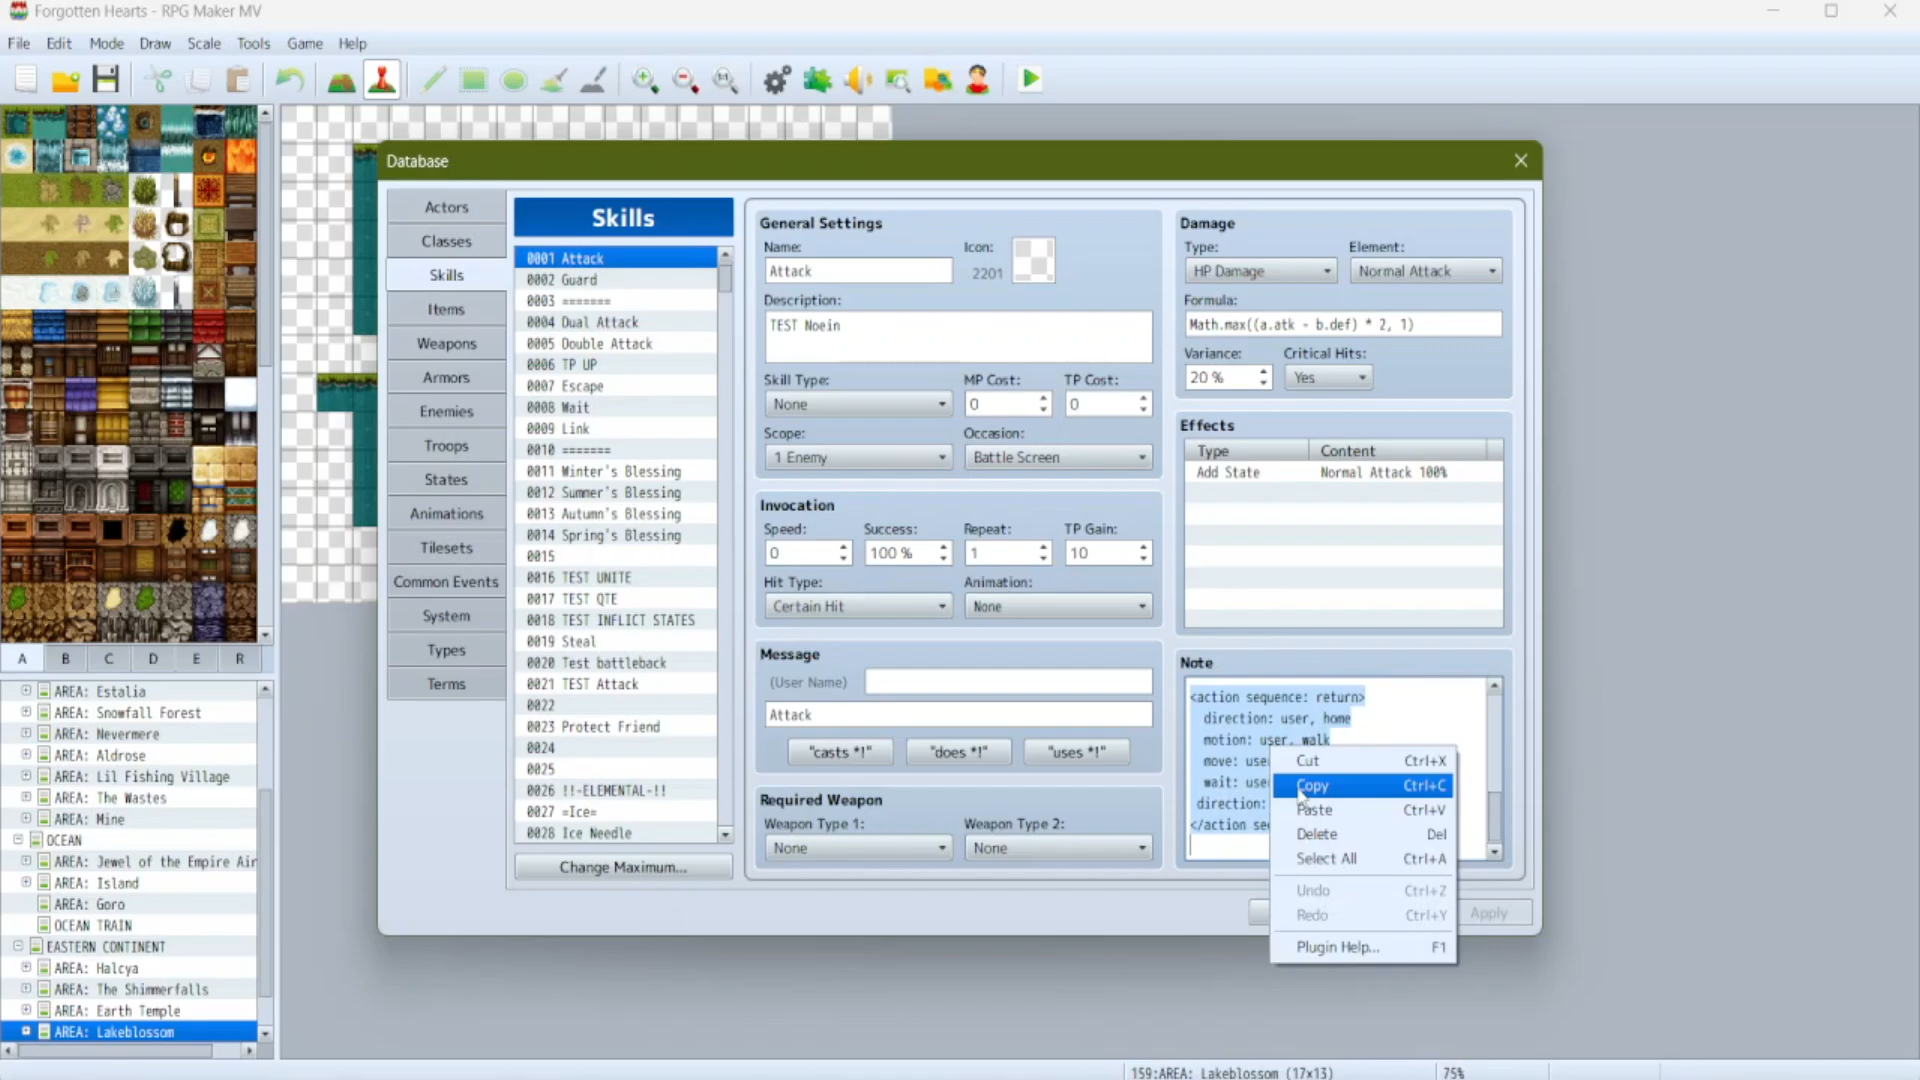 Forgotten Hearts - RPG Maker MV
File Edit Mode Draw Scale Tools Game Help
Database
Actors
Classes
Skills
Items
Weapons
Armors
Enemies
Troops
States
Animations
Tilesets
Common Events
System
Types
Terms
Skills
0001 Attack
0002 Guard
0003 =======
0004 Dual Attack
0005 Double Attack
0006 TP UP
0007 Escape
0008 Wait
0009 Link
0010 =======
0011 Winter's Blessing
0012 Summer's Blessing
0013 Autumn's Blessing
0014 Spring's Blessing
0015
0016 TEST UNITE
0017 TEST QTE
0018 TEST INFLICT STATES
0019 Steal
0020 Test battleback
0021 TEST Attack
0022
0023 Protect Friend
0024
0025
0026 !!-ELEMENTAL-!!
0027 =Ice=
0028 Ice Needle
Change Maximum...
General Settings
Name: Icon:
Attack 2201
Description:
TEST Noein
Skill Type: MP Cost: TP Cost:
None 0 0
Scope: Occasion:
1 Enemy Battle Screen
Invocation
Speed: Success: Repeat: TP Gain:
0 100 % 1 10
Hit Type: Animation:
Certain Hit None
Message
(User Name)
Attack
"casts *!" "does *!" "uses *!"
Required Weapon
Weapon Type 1: Weapon Type 2:
None None
Damage
Type: Element:
HP Damage Normal Attack
Formula:
Math.max((a.atk - b.def) * 2, 1)
Variance: Critical Hits:
20 % Yes
Effects
Type Content
Add State Normal Attack 100%
Note
<action sequence: return>
direction: user, home
motion: user, walk
move: use
wait: use
direction:
</action se
Cut Ctrl+X
Copy Ctrl+C
Paste Ctrl+V
Delete Del
Select All Ctrl+A
Undo Ctrl+Z
Redo Ctrl+Y
Plugin Help... F1
Apply
A B C D E R
AREA: Estalia
AREA: Snowfall Forest
AREA: Nevermere
AREA: Aldrose
AREA: Lil Fishing Village
AREA: The Wastes
AREA: Mine
OCEAN
AREA: Jewel of the Empire Air
AREA: Island
AREA: Goro
OCEAN TRAIN
EASTERN CONTINENT
AREA: Halcya
AREA: The Shimmerfalls
AREA: Earth Temple
AREA: Lakeblossom
159:AREA: Lakeblossom (17x13) 75%